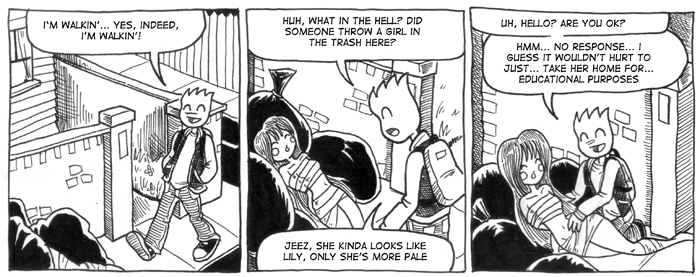 I'M WALKIN'... YES, INDEED,
I'M WALKIN'!
HUH, WHAT IN THE HELL? DID
SOMEONE THROW A GIRL IN
THE TRASH HERE?
JEEZ, SHE KINDA LOOKS LIKE
LILY, ONLY SHE'S MORE PALE
UH, HELLO? ARE YOU OK?
HMM... NO RESPONSE... I
GUESS IT WOULDN'T HURT TO
JUST... TAKE HER HOME FOR...
EDUCATIONAL PURPOSES